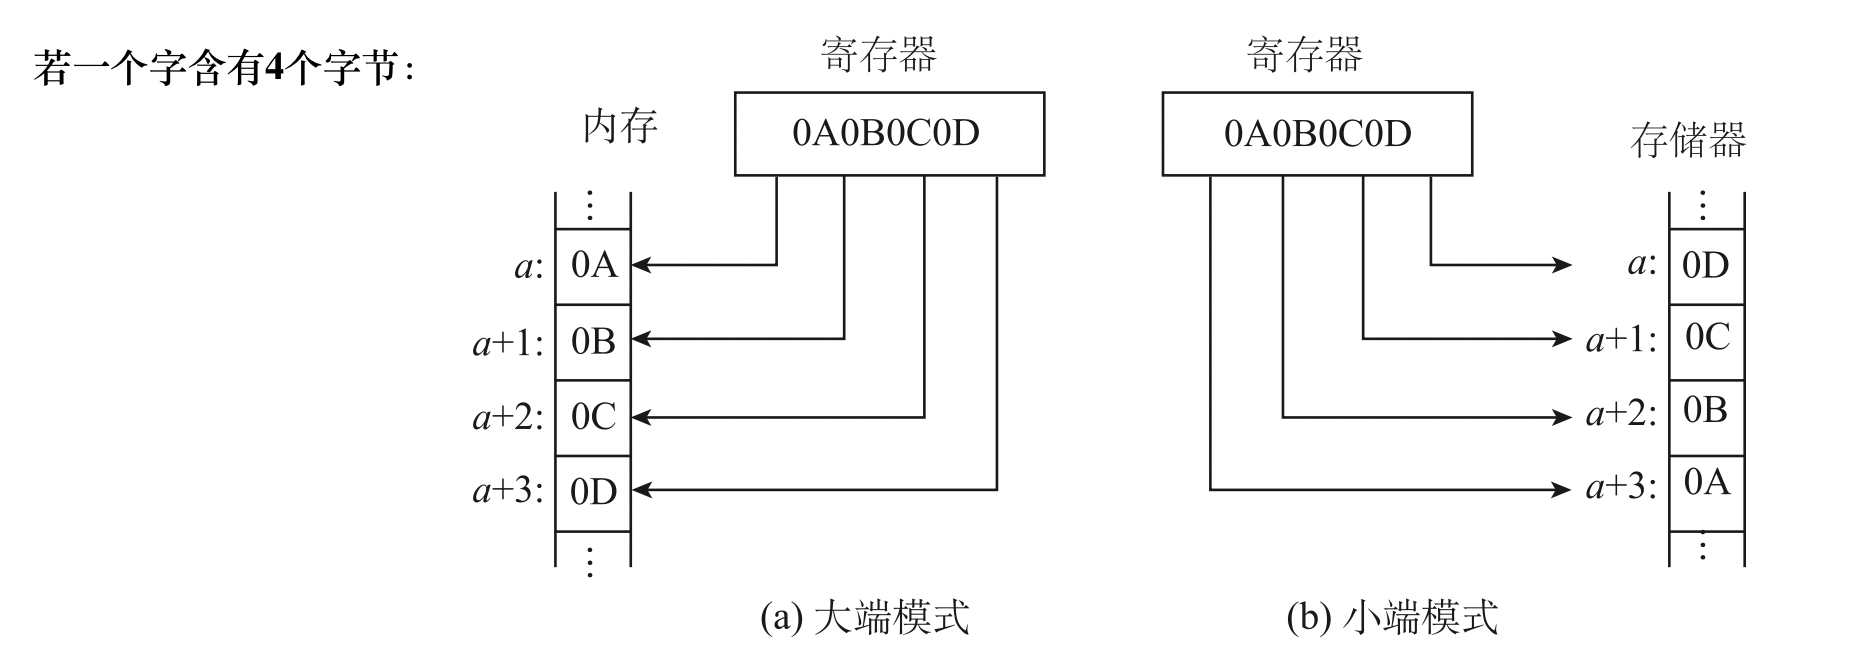 若一个字含有4个字节：
寄存器
寄存器
内存
0A0B0C0D
0A0B0C0D
存储器
⋮
⋮
a: 0A
a: 0D
a+1: 0B
a+1: 0C
a+2: 0C
a+2: 0B
a+3: 0D
a+3: 0A
⋮
⋮
(a) 大端模式
(b) 小端模式